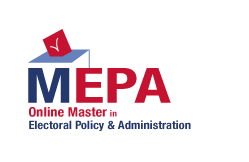 MEPA
Online Master in
Electoral Policy & Administration